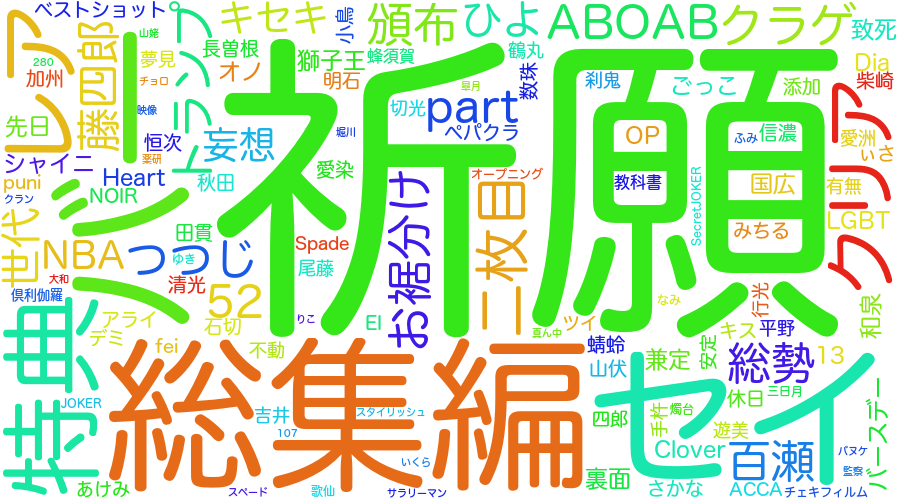 ベストショット
キセキ
小鳥
頒布
ひよ
ABOAB
クラゲ
致死
山姥
長曽根
獅子王
蜂須賀
鶴丸
Dia
柴崎
280
加州
夢見
チョロ
オノ
明石
数珠
刹鬼
ごっこ
添加
レア
藤四郎
トランプ
映像
切光
皐月
part
OP
ふみ
信濃
愛洲
クリア
先日
恒次
妄想
堀川
ペパクラ
いさ
シャイニ
薬研
愛染
オープニング
教科書
国広
有無
puni
Heart
秋田
祈願
クラン
NOIR
お裾分け
二枚目
SecretJOKER
みちる
LGBT
世代
NBA
つつじ
田貫
Spade
ゆき
尾藤
大和
清光
倶利伽羅
52
りこ
なみ
行光
和泉
バジル
特典
アライ
石切
EI
ツイ
キス
平野
デミ
fei
不動
蜻蛉
真ん中
兼定
安定
総勢
13
総集編
山伏
セイ
三日月
休日
JOKER
吉井
スタイリッシュ
四郎
手杵
燭台
遊美
バースデー
107
Clover
百瀬
バヌケ
いくら
裏面
監察
あけみ
スペード
歌仙
サラリーマン
さかな
ACCA
チェキフィルム